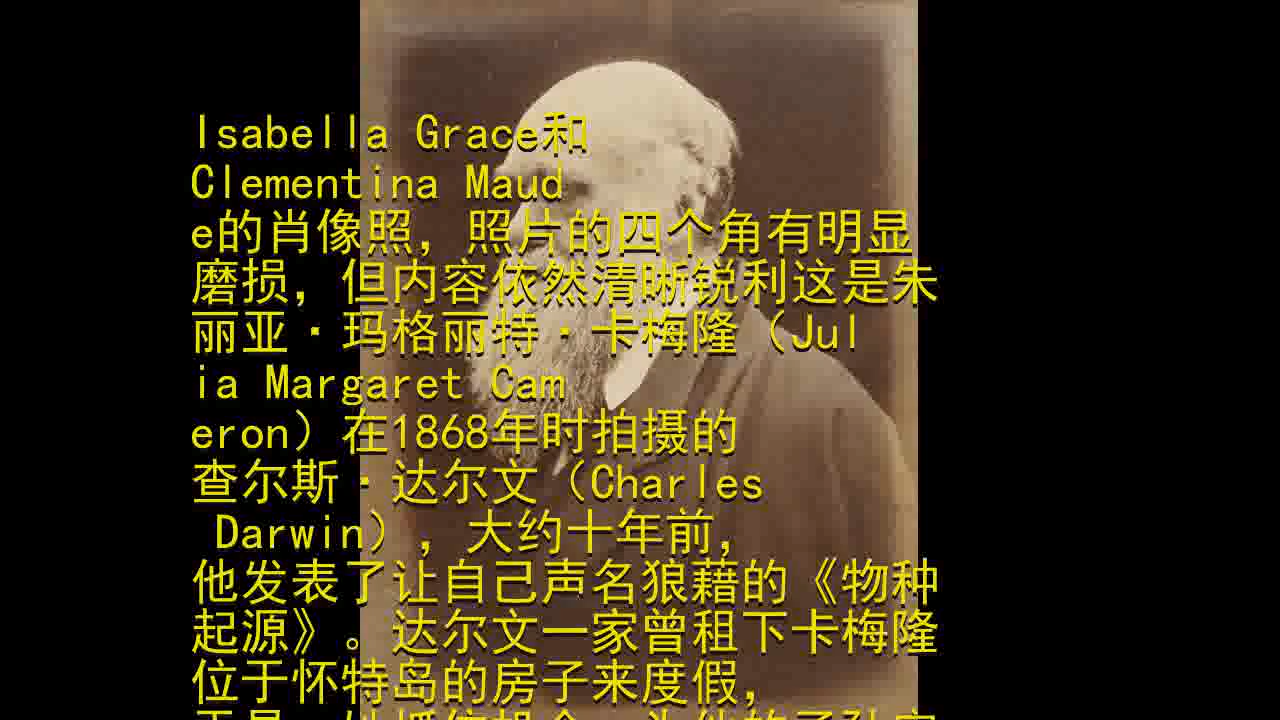 Isabella Grace和
Clementina Maud
e的肖像照，照片的四个角有明显
磨损，但内容依然清晰锐利这是朱
丽亚·玛格丽特·卡梅隆（Jul
ia Margaret Cam
eron）在1868年时拍摄的
查尔斯·达尔文（Charles
Darwin），大约十年前，
他发表了让自己声名狼藉的《物种
起源》。达尔文一家曾租下卡梅隆
位于怀特岛的房子来度假，